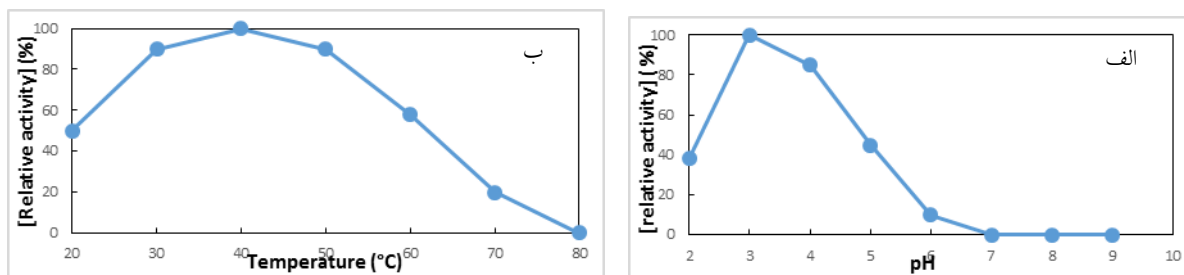 [Relative activity] (%)
100
80
60
40
20
0
20 30 40 50 60 70 80
Temperature (°C)
ب
[relative activity] (%)
100
80
60
40
20
0
2 3 4 5 6 7 8 9 10
pH
الف